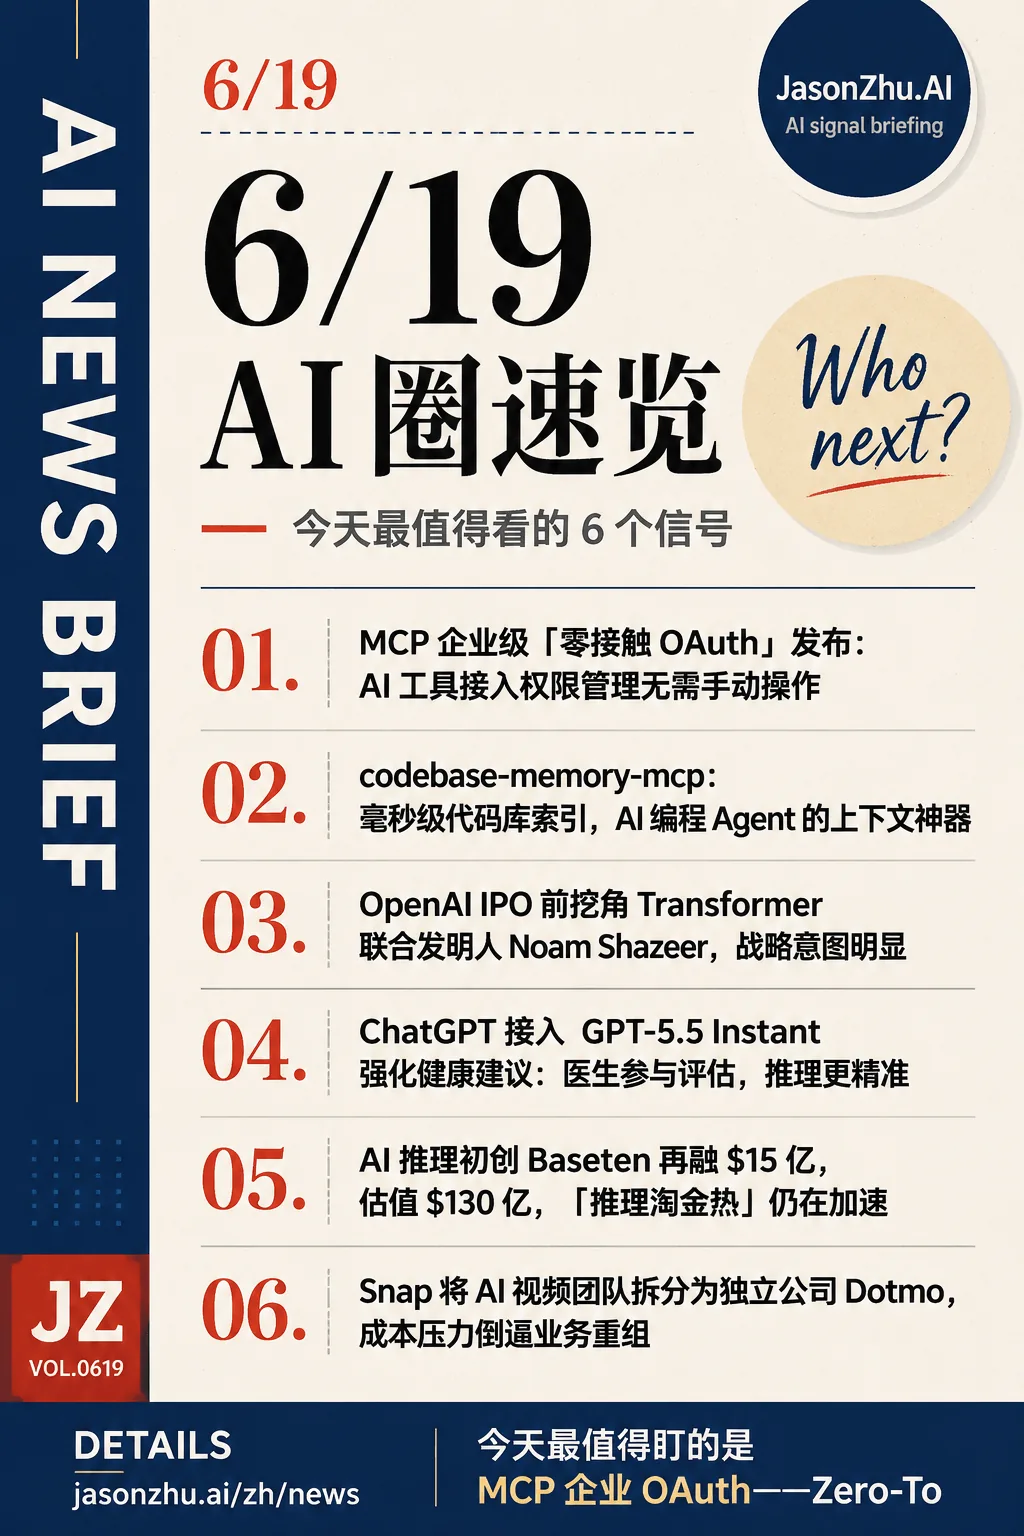 AI NEWS BRIEF
6/19
JasonZhu.AI
AI signal briefing
6/19
AI圈速览
Who
next?
今天最值得看的 6 个信号
01.
MCP 企业级「零接触 OAuth」发布：
AI 工具接入权限管理无需手动操作
02.
codebase-memory-mcp：
毫秒级代码库索引，AI 编程 Agent 的上下文神器
03.
OpenAI IPO 前挖角 Transformer
联合发明人 Noam Shazeer，战略意图明显
04.
ChatGPT 接入 GPT-5.5 Instant
强化健康建议：医生参与评估，推理更精准
05.
AI 推理初创 Baseten 再融 $15 亿，
估值 $130 亿，「推理淘金热」仍在加速
06.
Snap 将 AI 视频团队拆分为独立公司 Dotmo，
成本压力倒逼业务重组
JZ
VOL.0619
DETAILS
jasonzhu.ai/zh/news
今天最值得盯的是
MCP 企业 OAuth——Zero-To